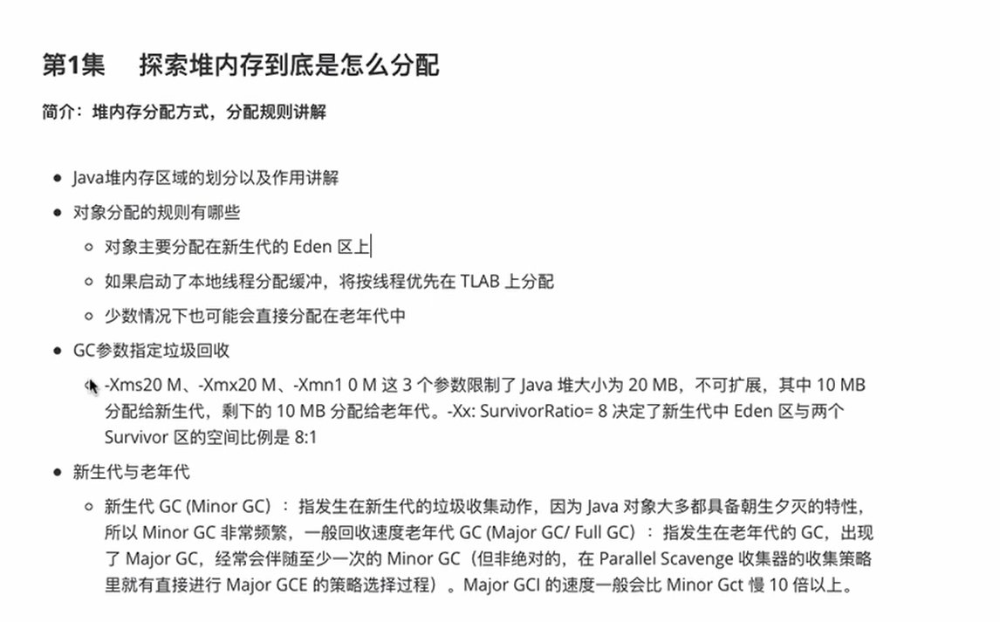 第1集 探索堆内存到底是怎么分配
简介：堆内存分配方式，分配规则讲解
Java堆内存区域的划分以及作用讲解
对象分配的规则有哪些
对象主要分配在新生代的 Eden 区上
如果启动了本地线程分配缓冲，将按线程优先在 TLAB 上分配
少数情况下也可能会直接分配在老年代中
GC参数指定垃圾回收
-Xms20 M、-Xmx20 M、-Xmn1 0 M 这 3 个参数限制了 Java 堆大小为 20 MB，不可扩展，其中 10 MB
分配给新生代，剩下的 10 MB 分配给老年代。-Xx: SurvivorRatio= 8 决定了新生代中 Eden 区与两个
Survivor 区的空间比例是 8:1
新生代与老年代
新生代 GC (Minor GC）：指发生在新生代的垃圾收集动作，因为 Java 对象大多都具备朝生夕灭的特性，
所以 Minor GC 非常频繁，一般回收速度老年代 GC (Major GC/ Full GC）：指发生在老年代的 GC，出现
了 Major GC，经常会伴随至少一次的 Minor GC（但非绝对的，在 Parallel Scavenge 收集器的收集策略
里就有直接进行 Major GCE 的策略选择过程）。Major GCl 的速度一般会比 Minor Gct 慢 10 倍以上。